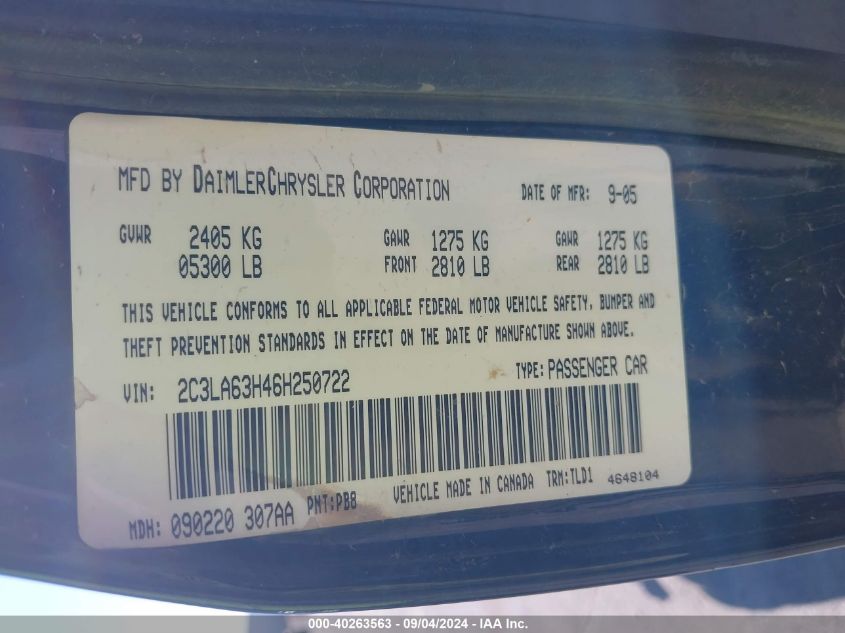 MFD BY DAIMLERCHRYSLER CORPORATION DATE OF MFR: 9-05
GVWR 2405 KG GAWR 1275 KG GAWR 1275 KG
05300 LB FRONT 2810 LB REAR 2810 LB
THIS VEHICLE CONFORMS TO ALL APPLICABLE FEDERAL MOTOR VEHICLE SAFETY, BUMPER AND
THEFT PREVENTION STANDARDS IN EFFECT ON THE DATE OF MANUFACTURE SHOWN ABOVE.
VIN: 2C3LA63H46H250722 TYPE: PASSENGER CAR
MDH: 090220 307AA PNT:PB8 VEHICLE MADE IN CANADA TRM:TLD1 4648104
000-40263563 - 09/04/2024 - IAA Inc.